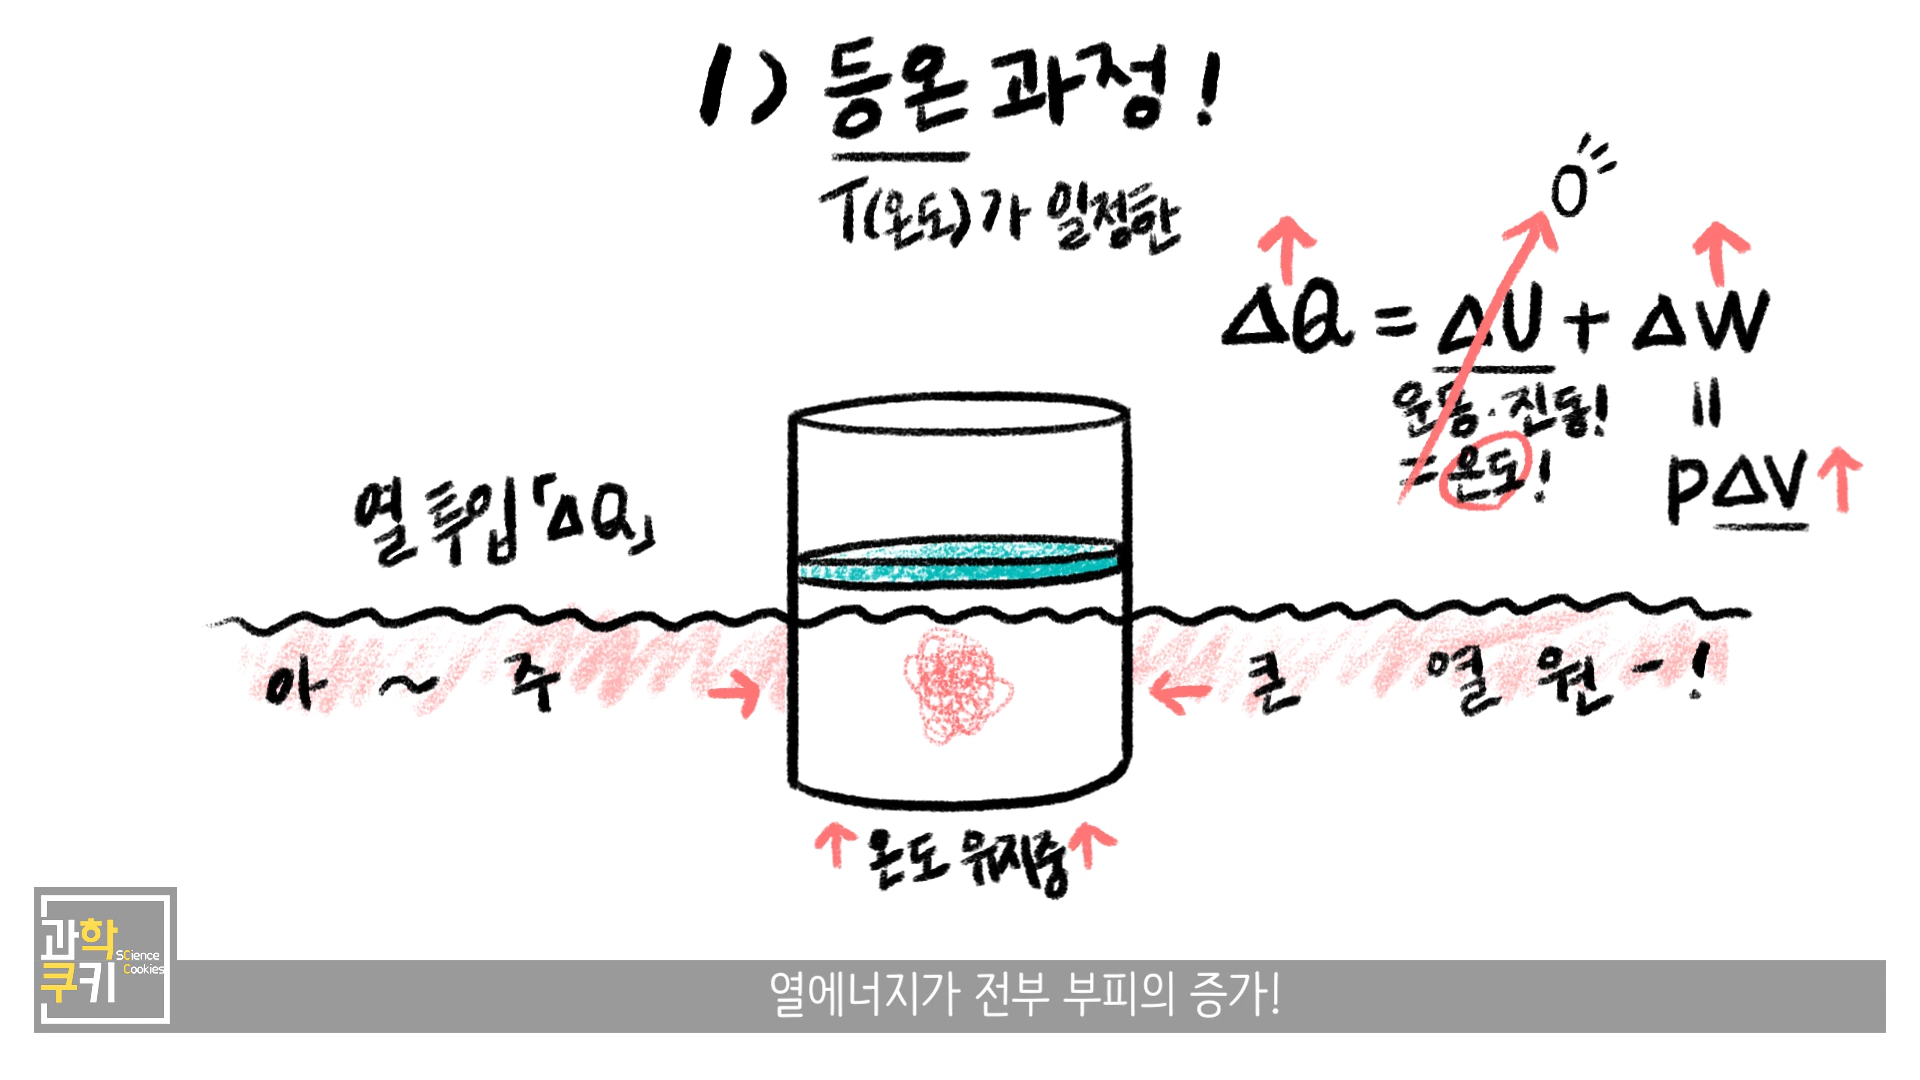 1) 등온 과정!
T(온도)가 일정한
0
ΔQ = ΔU + ΔW
운동·진동!
=온도!
=
PΔV
열 투입「ΔQ」
아 ~ 주 큰 열 원 - !
온도 유지중
과학쿠키
Science Cookies
열에너지가 전부 부피의 증가!